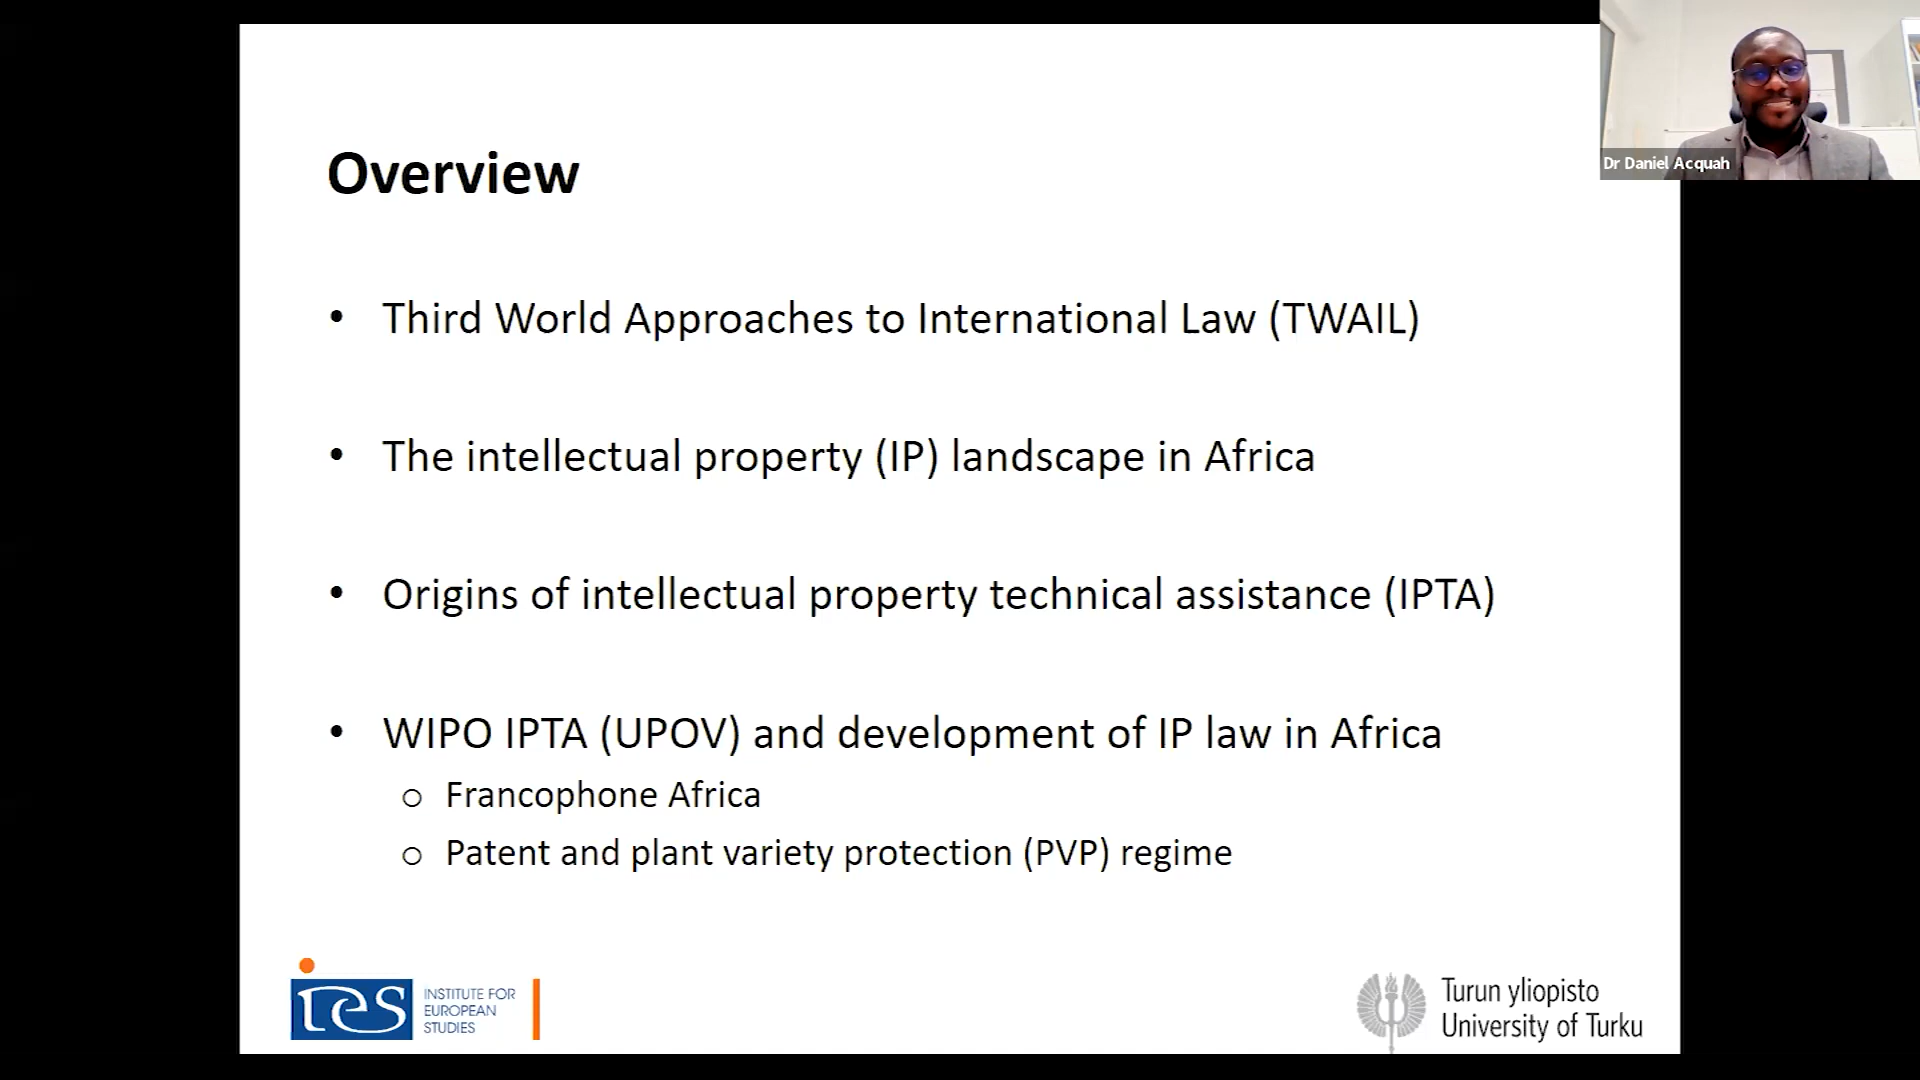 Dr Daniel Acquah
Overview
• Third World Approaches to International Law (TWAIL)
• The intellectual property (IP) landscape in Africa
• Origins of intellectual property technical assistance (IPTA)
• WIPO IPTA (UPOV) and development of IP law in Africa
o Francophone Africa
o Patent and plant variety protection (PVP) regime
ies
INSTITUTE FOR
EUROPEAN
STUDIES
Turun yliopisto
University of Turku